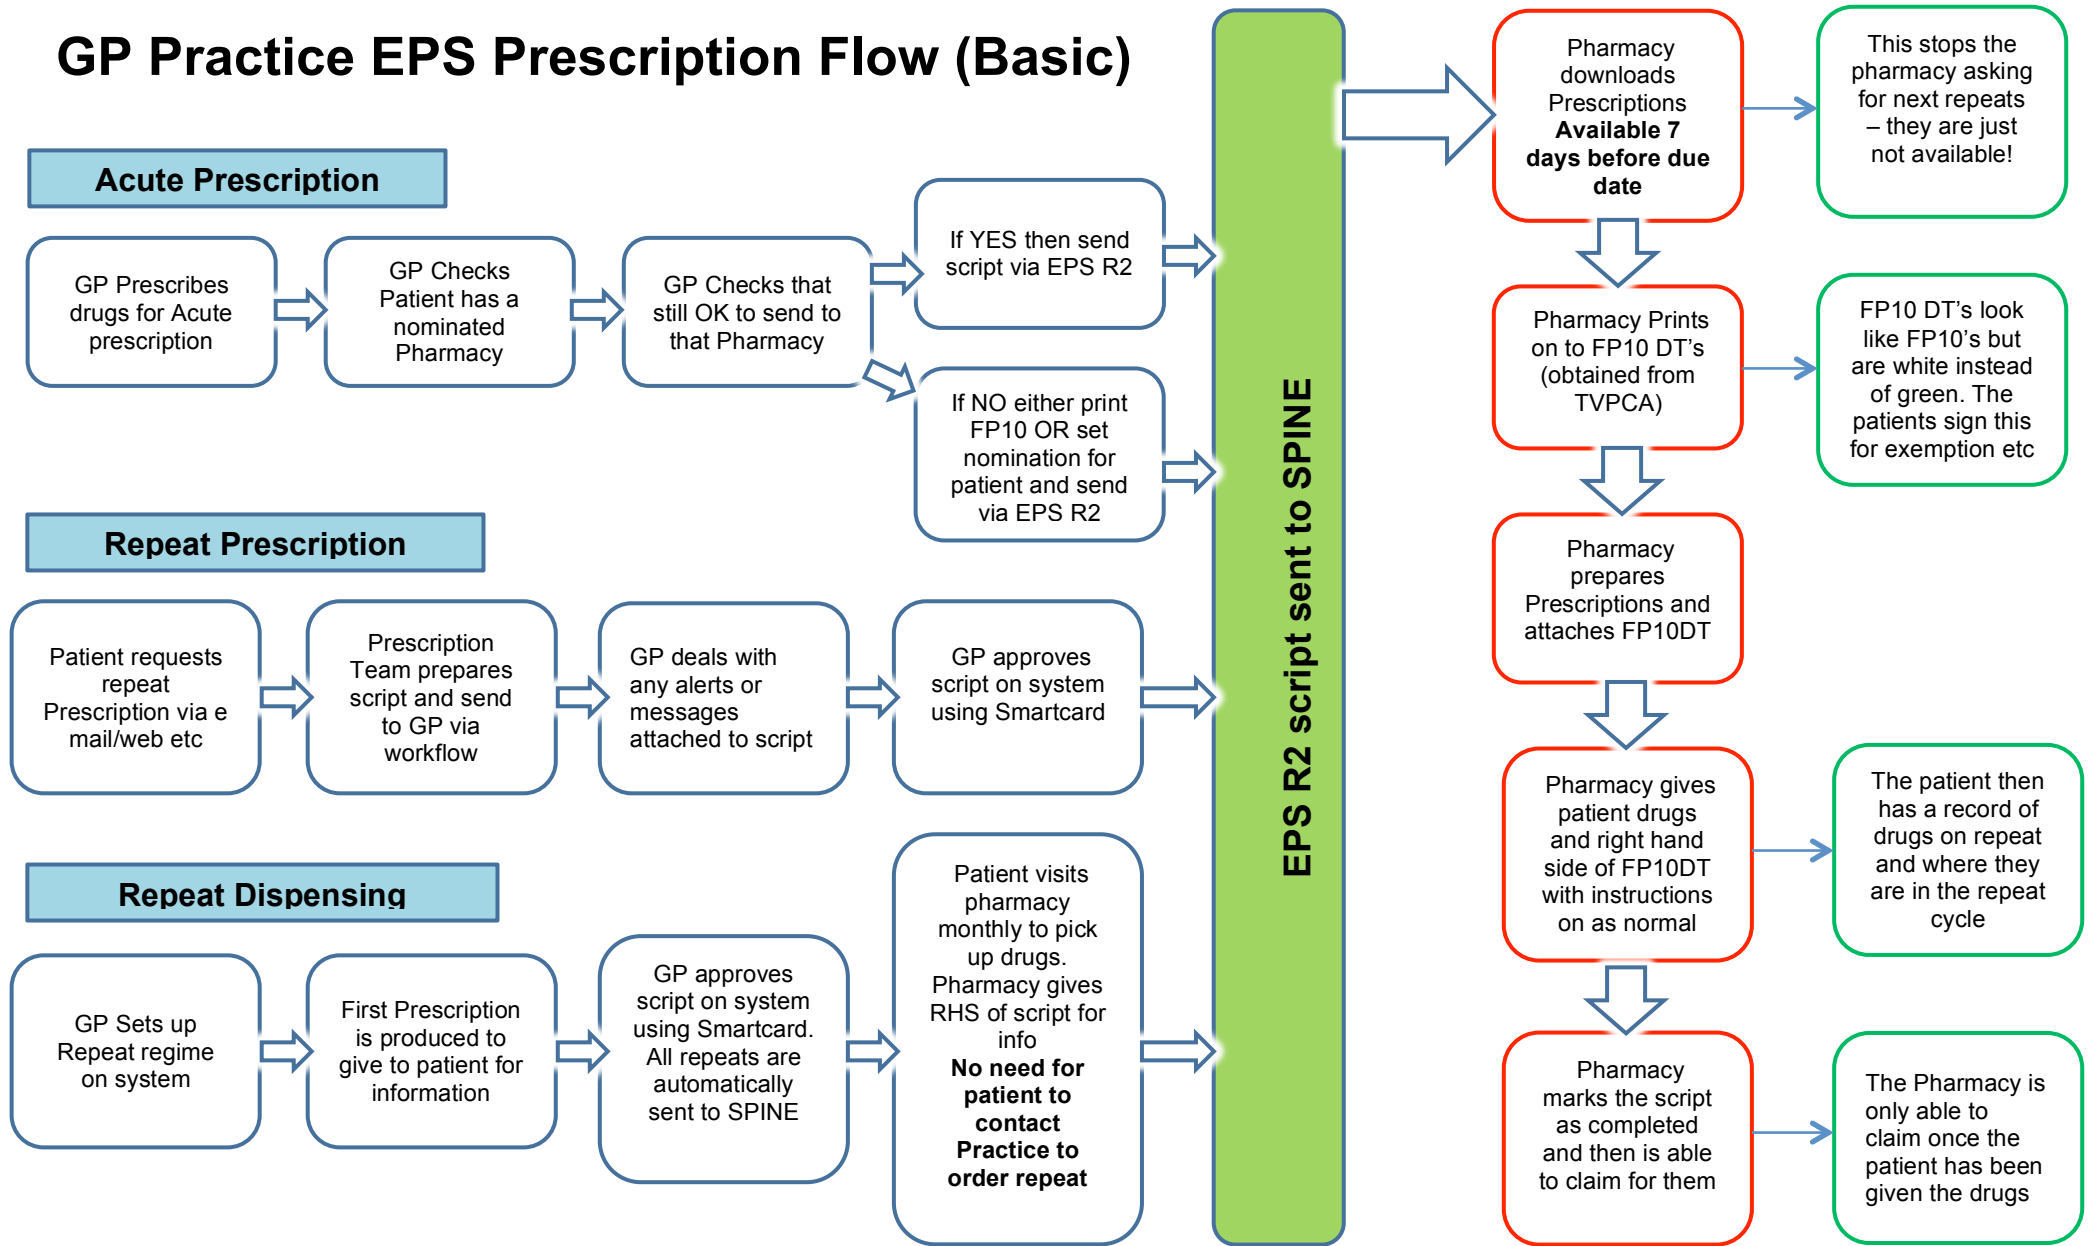 GP Practice EPS Prescription Flow (Basic)
Acute Prescription
GP Prescribes
drugs for Acute
prescription
GP Checks
Patient has a
nominated
Pharmacy
GP Checks that
still OK to send to
that Pharmacy
If YES then send
script via EPS R2
If NO either print
FP10 OR set
nomination for
patient and send
via EPS R2
Repeat Prescription
Patient requests
repeat
Prescription via e
mail/web etc
Prescription
Team prepares
script and send
to GP via
workflow
GP deals with
any alerts or
messages
attached to script
GP approves
script on system
using Smartcard
Repeat Dispensing
GP Sets up
Repeat regime
on system
First Prescription
is produced to
give to patient for
information
GP approves
script on system
using Smartcard.
All repeats are
automatically
sent to SPINE
Patient visits
pharmacy
monthly to pick
up drugs.
Pharmacy gives
RHS of script for
info
No need for
patient to
contact
Practice to
order repeat
EPS R2 script sent to SPINE
Pharmacy
downloads
Prescriptions
Available 7
days before due
date
This stops the
pharmacy asking
for next repeats
– they are just
not available!
Pharmacy Prints
on to FP10 DT's
(obtained from
TVPCA)
FP10 DT's look
like FP10's but
are white instead
of green. The
patients sign this
for exemption etc
Pharmacy
prepares
Prescriptions and
attaches FP10DT
Pharmacy gives
patient drugs
and right hand
side of FP10DT
with instructions
on as normal
The patient then
has a record of
drugs on repeat
and where they
are in the repeat
cycle
Pharmacy
marks the script
as completed
and then is able
to claim for them
The Pharmacy is
only able to
claim once the
patient has been
given the drugs